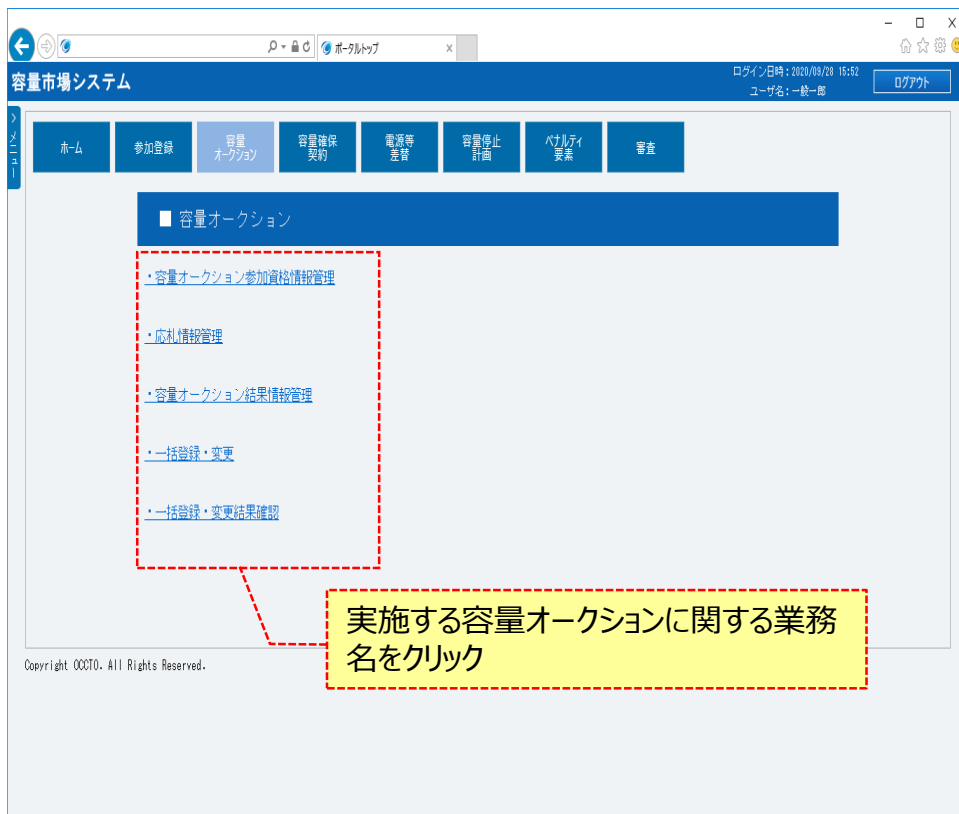 ポータルトップ
容量市場システム
ログイン日時：2020/09/28 15:52
ユーザ名：一般一郎
ログアウト
＞メニュー
ホーム
参加登録
容量
オークション
容量確保
契約
電源等
差替
容量停止
計画
ペナルティ
要素
審査
■ 容量オークション
・容量オークション参加資格情報管理
・応札情報管理
・容量オークション結果情報管理
・一括登録・変更
・一括登録・変更結果確認
実施する容量オークションに関する業務
名をクリック
Copyright OCCTO. All Rights Reserved.